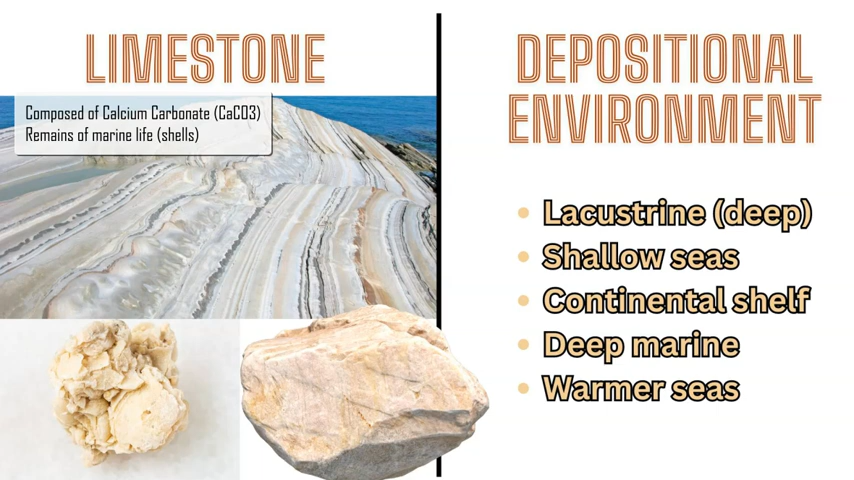 LIMESTONE
Composed of Calcium Carbonate (CaCO3)
Remains of marine life (shells)
DEPOSITIONAL
ENVIRONMENT
Lacustrine (deep)
Shallow seas
Continental shelf
Deep marine
Warmer seas